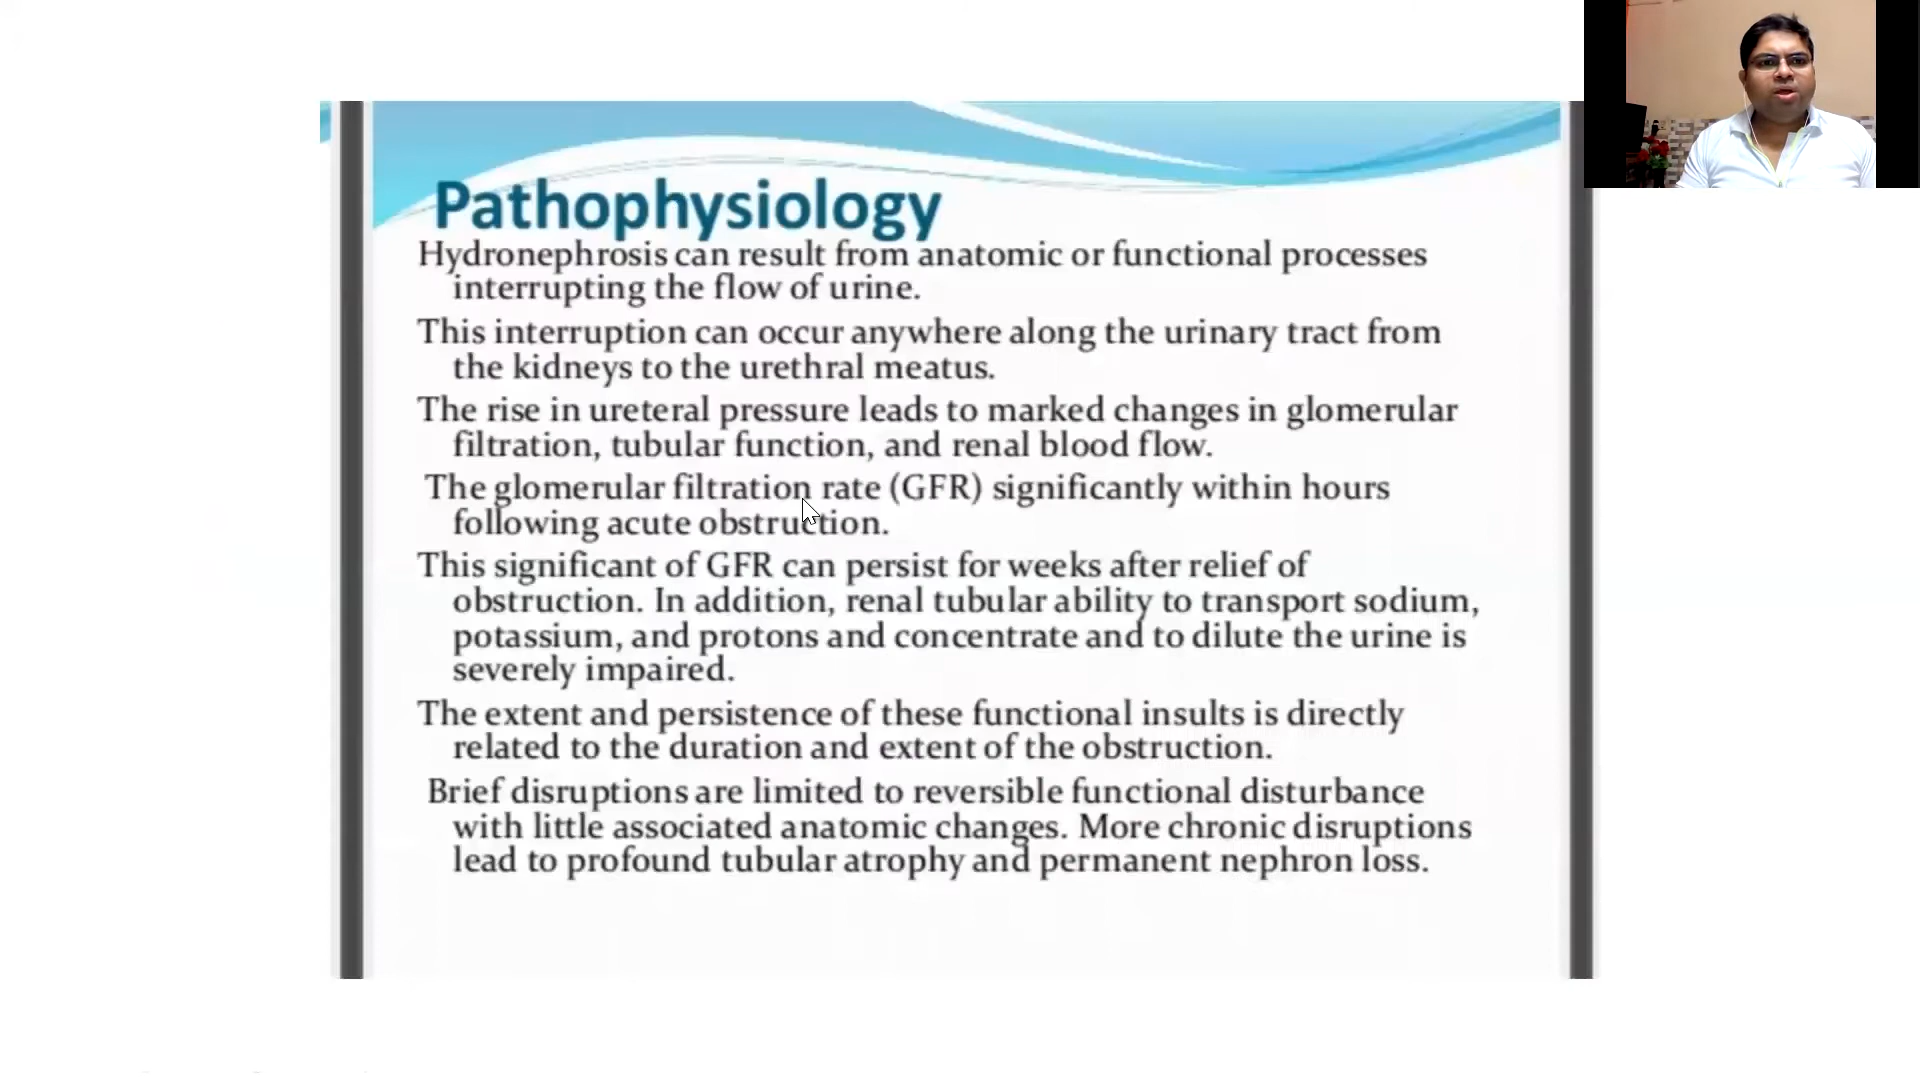 Pathophysiology
Hydronephrosis can result from anatomic or functional processes
interrupting the flow of urine.
This interruption can occur anywhere along the urinary tract from
the kidneys to the urethral meatus.
The rise in ureteral pressure leads to marked changes in glomerular
filtration, tubular function, and renal blood flow.
The glomerular filtration rate (GFR) significantly within hours
following acute obstruction.
This significant of GFR can persist for weeks after relief of
obstruction. In addition, renal tubular ability to transport sodium,
potassium, and protons and concentrate and to dilute the urine is
severely impaired.
The extent and persistence of these functional insults is directly
related to the duration and extent of the obstruction.
Brief disruptions are limited to reversible functional disturbance
with little associated anatomic changes. More chronic disruptions
lead to profound tubular atrophy and permanent nephron loss.